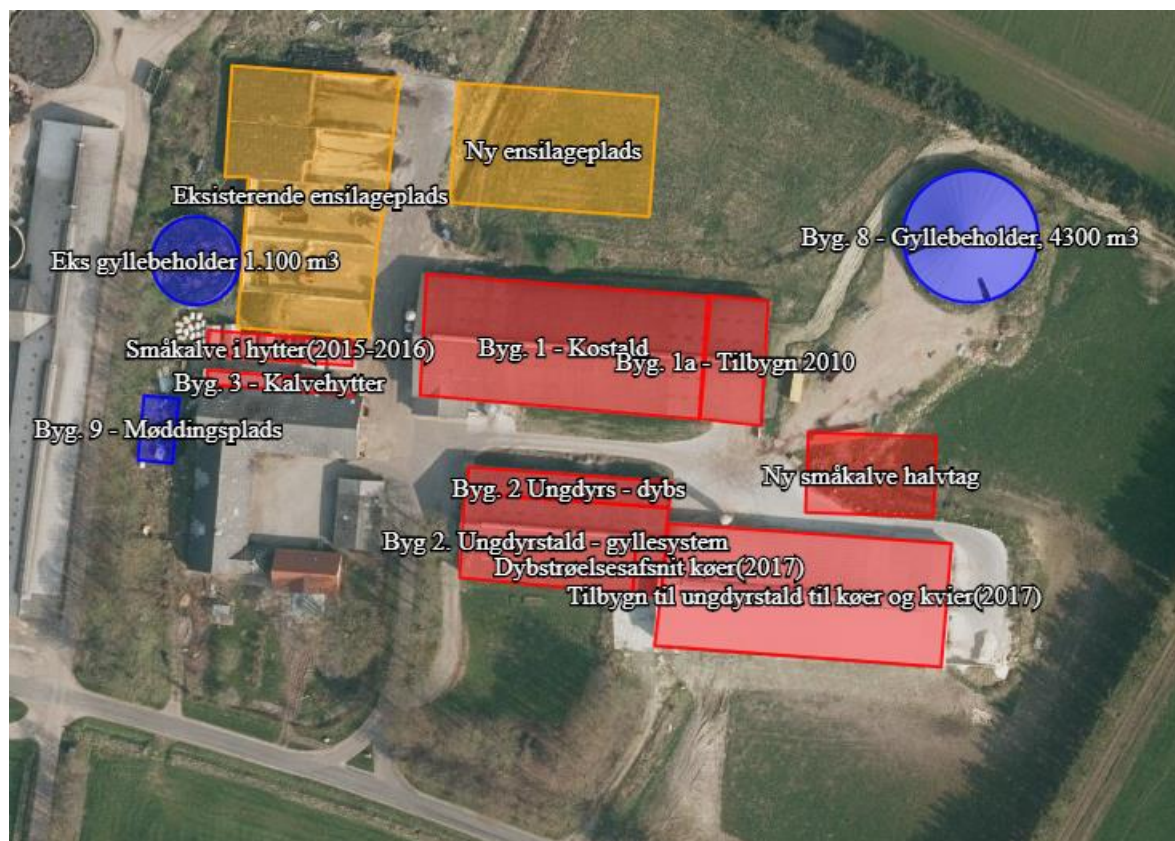 Ny ensilageplads
Eksisterende ensilageplads
Byg. 8 - Gyllebeholder, 4300 m3
Eks gyllebeholder 1.100 m3
Småkalve i hytter(2015-2016)
Byg. 1 - Kostald
Byg. 1a - Tilbygn 2010
Byg. 3 - Kalvehytter
Byg. 9 - Møddingsplads
Ny småkalve halvtag
Byg. 2 Ungdyrs - dybs
Byg 2. Ungdyrstald - gyllesystem
Dybstrøelsesafsnit køer(2017)
Tilbygn til ungdyrstald til køer og kvier(2017)